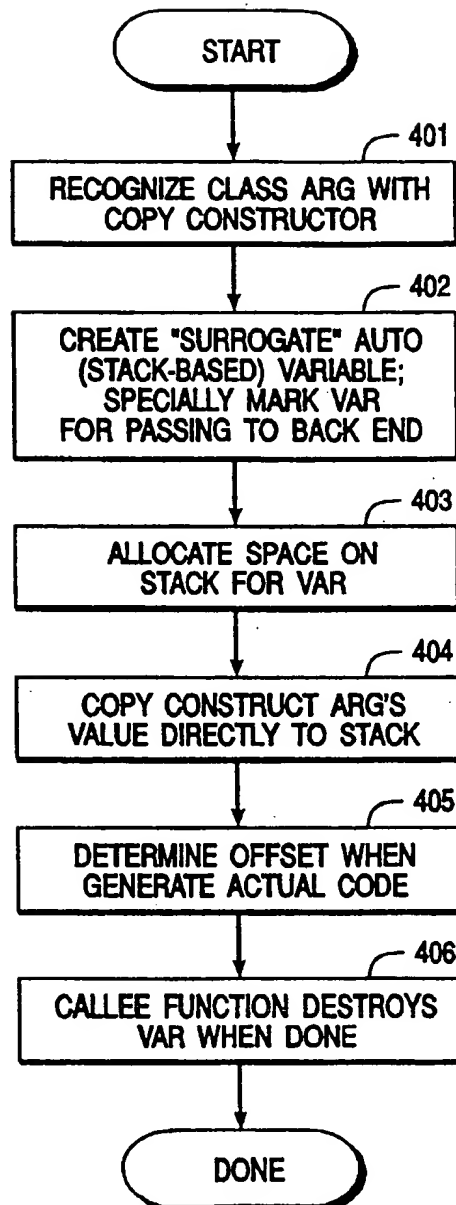 START
401
RECOGNIZE CLASS ARG WITH
COPY CONSTRUCTOR
402
CREATE "SURROGATE" AUTO
(STACK-BASED) VARIABLE;
SPECIALLY MARK VAR
FOR PASSING TO BACK END
403
ALLOCATE SPACE ON
STACK FOR VAR
404
COPY CONSTRUCT ARG'S
VALUE DIRECTLY TO STACK
405
DETERMINE OFFSET WHEN
GENERATE ACTUAL CODE
406
CALLEE FUNCTION DESTROYS
VAR WHEN DONE
DONE